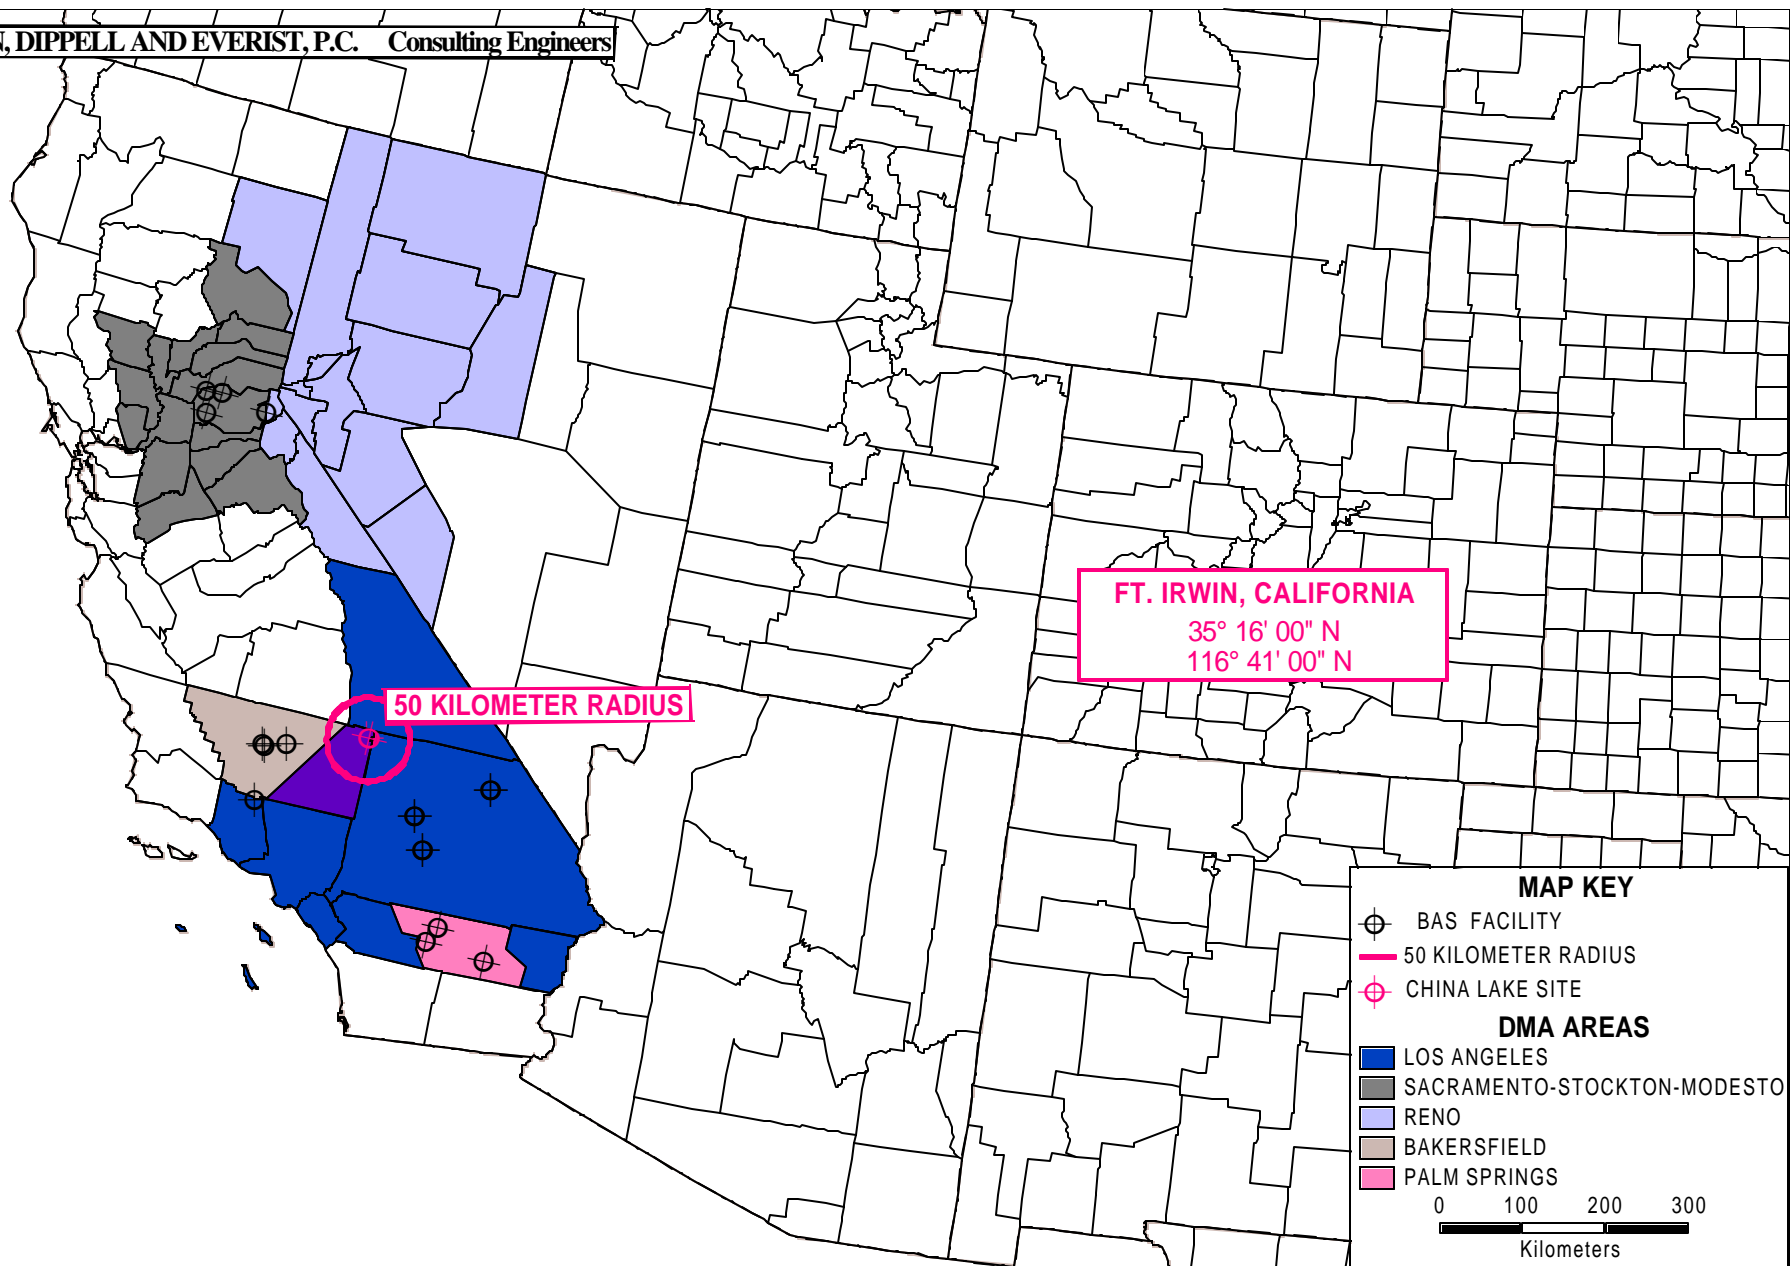 , DIPPELL AND EVERIST, P.C. Consulting Engineers
FT. IRWIN, CALIFORNIA
35° 16' 00" N
116° 41' 00" N
50 KILOMETER RADIUS
MAP KEY
BAS FACILITY
50 KILOMETER RADIUS
CHINA LAKE SITE
DMA AREAS
LOS ANGELES
SACRAMENTO-STOCKTON-MODESTO
RENO
BAKERSFIELD
PALM SPRINGS
0 100 200 300
Kilometers